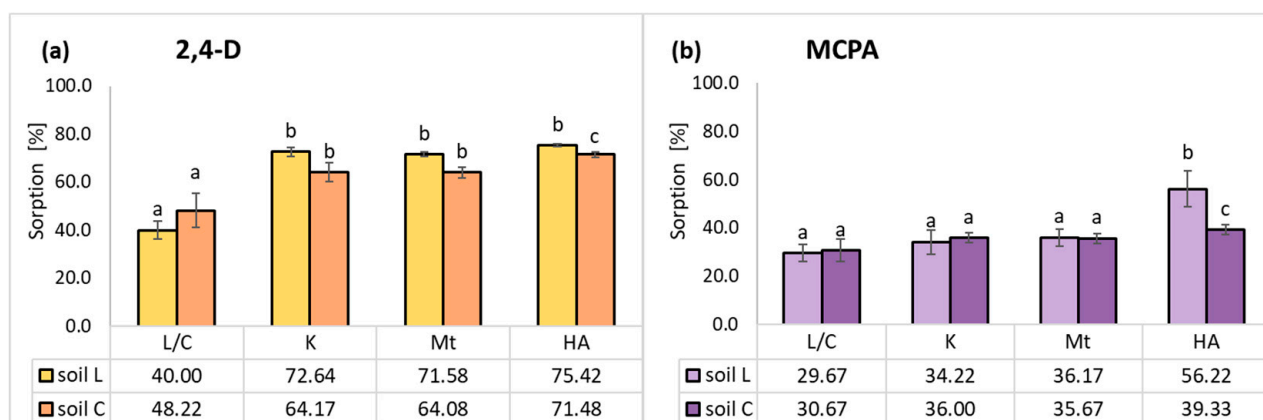 (a) 2,4-D
100.0
80.0
60.0
40.0
20.0
0.0
Sorption [%]
a a b b b b b c
L/C K Mt HA
soil L 40.00 72.64 71.58 75.42
soil C 48.22 64.17 64.08 71.48
(b) MCPA
100.0
80.0
60.0
40.0
20.0
0.0
Sorption [%]
a a a a a a b c
L/C K Mt HA
soil L 29.67 34.22 36.17 56.22
soil C 30.67 36.00 35.67 39.33